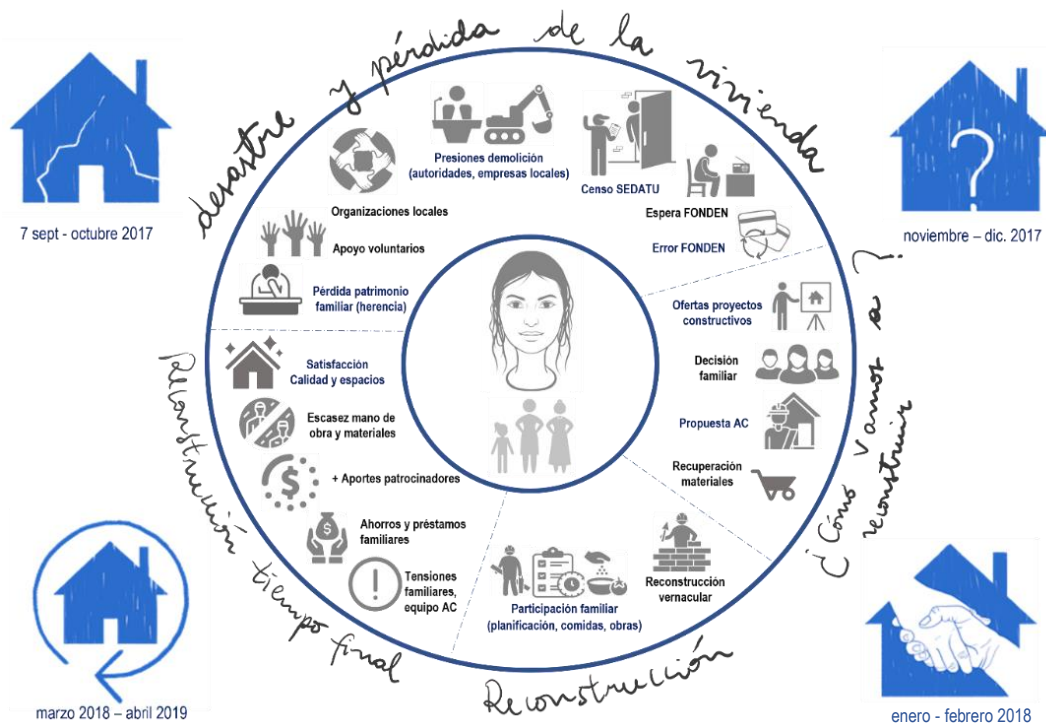 desastre y pérdida de la vivienda
7 sept - octubre 2017
Presiones demolición
(autoridades, empresas locales)
Censo SEDATU
Organizaciones locales
Espera FONDEN
noviembre – dic. 2017
Apoyo voluntarios
Error FONDEN
Pérdida patrimonio
familiar (herencia)
¿Cómo vamos a ?
reconstruir
Ofertas proyectos
constructivos
Decisión
familiar
Propuesta AC
Recuperación
materiales
Reconstrucción
Reconstrucción
vernacular
Participación familiar
(planificación, comidas, obras)
enero - febrero 2018
Reconstrucción tiempo final
Satisfacción
Calidad y espacios
Escasez mano de
obra y materiales
+ Aportes patrocinadores
$
Ahorros y préstamos
familiares
$
Tensiones
familiares,
equipo AC
!
marzo 2018 – abril 2019
?